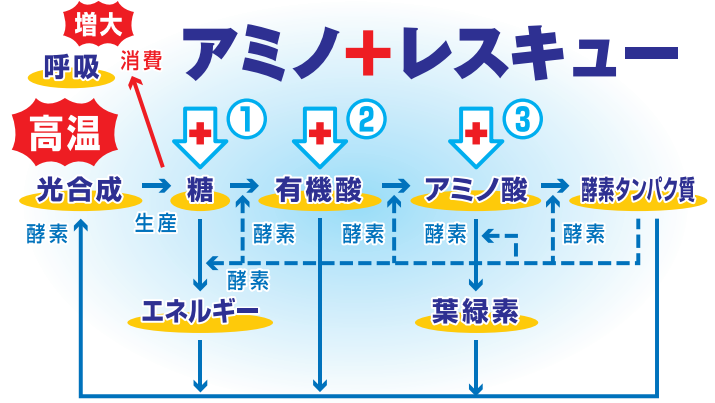 増大
呼吸
消費
アミノ+レスキュー
高温
① ② ③
光合成 糖 有機酸 アミノ酸 酵素タンパク質
酵素 生産 酵素 酵素 酵素 酵素
酵素
エネルギー 葉緑素